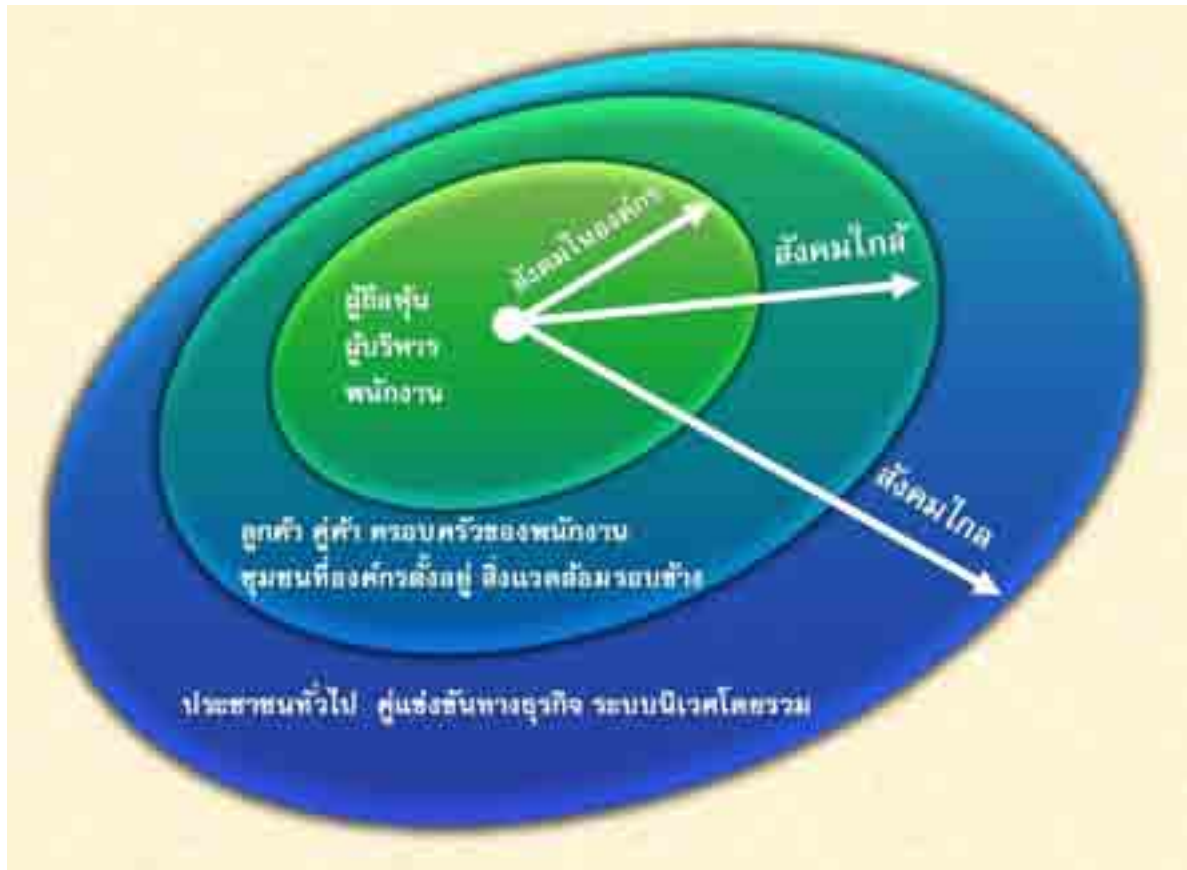 สังคมในองค์กร
สังคมใกล้
ผู้ถือหุ้น
ผู้บริหาร
พนักงาน
สังคมไกล
ลูกค้า คู่ค้า ครอบครัวของพนักงาน
ชุมชนที่องค์กรตั้งอยู่ สิ่งแวดล้อมรอบข้าง
ประชาชนทั่วไป คู่แข่งขันทางธุรกิจ ระบบนิเวศโดยรวม